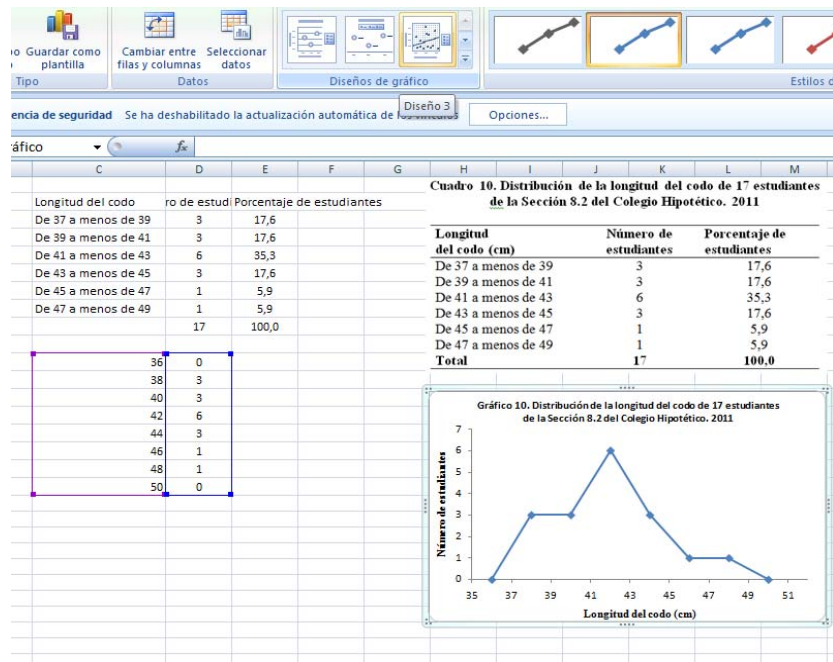 Guardar como
plantilla
Cambiar entre
filas y columnas
Seleccionar
datos
Tipo
Datos
Diseños de gráfico
Estilos d
Diseño 3
encia de seguridad Se ha deshabilitado la actualización automática de los vínculos
Opciones...
áfico
fx
C D E F G H I J K L M
Longitud del codo ro de estudi Porcentaje de estudiantes
De 37 a menos de 39 3 17,6
De 39 a menos de 41 3 17,6
De 41 a menos de 43 6 35,3
De 43 a menos de 45 3 17,6
De 45 a menos de 47 1 5,9
De 47 a menos de 49 1 5,9
17 100,0
36 0
38 3
40 3
42 6
44 3
46 1
48 1
50 0
Cuadro 10. Distribución de la longitud del codo de 17 estudiantes
de la Sección 8.2 del Colegio Hipotético. 2011
Longitud Número de Porcentaje de
del codo (cm) estudiantes estudiantes
De 37 a menos de 39 3 17,6
De 39 a menos de 41 3 17,6
De 41 a menos de 43 6 35,3
De 43 a menos de 45 3 17,6
De 45 a menos de 47 1 5,9
De 47 a menos de 49 1 5,9
Total 17 100,0
Gráfico 10. Distribución de la longitud del codo de 17 estudiantes
de la Sección 8.2 del Colegio Hipotético. 2011
Número de estudiantes
7
6
5
4
3
2
1
0
35 37 39 41 43 45 47 49 51
Longitud del codo (cm)